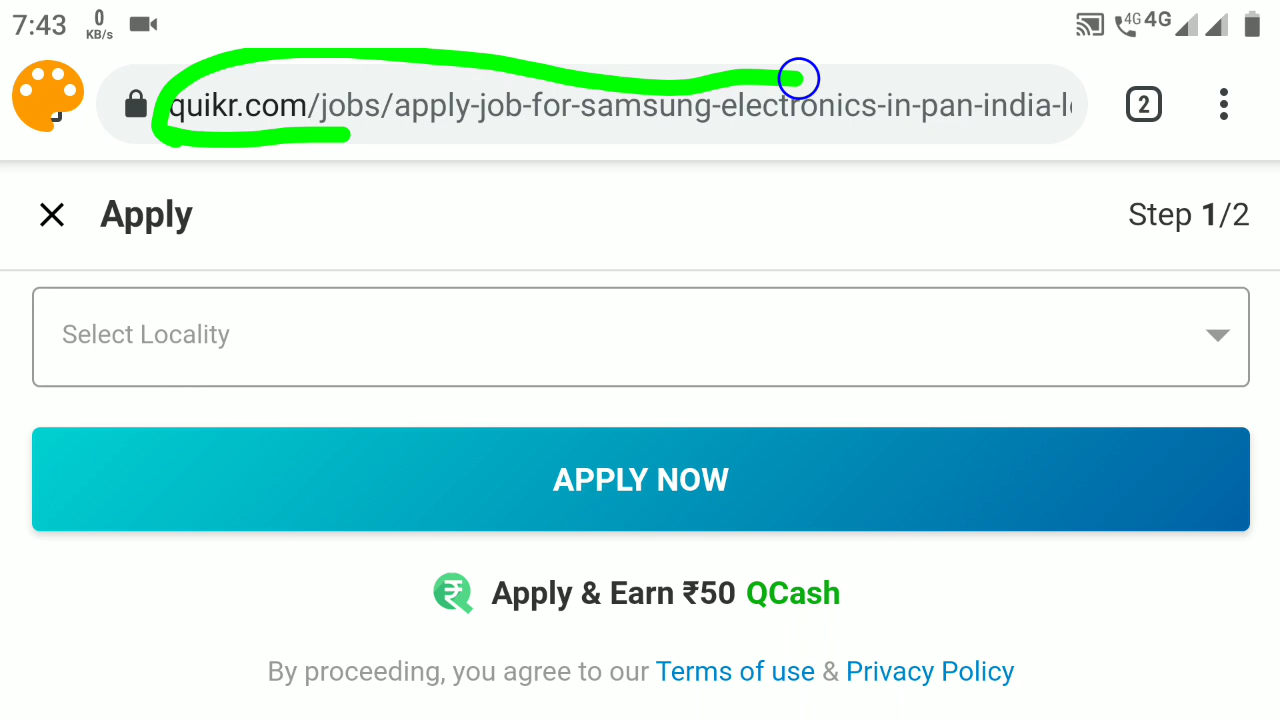 7:43 0 KB/s 4G 4G
quikr.com/jobs/apply-job-for-samsung-electronics-in-pan-india-l
2
Apply Step 1/2
Select Locality
APPLY NOW
Apply & Earn ₹50 QCash
By proceeding, you agree to our Terms of use & Privacy Policy